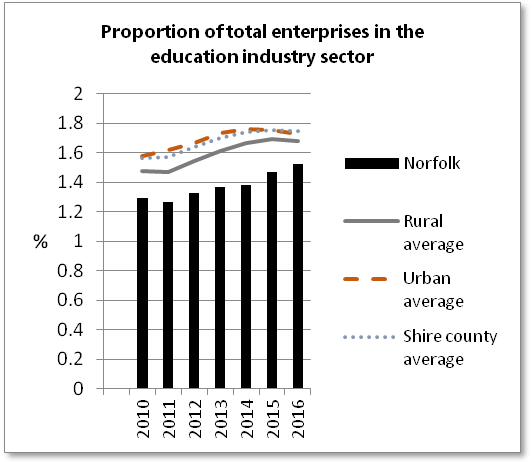 Proportion of total enterprises in the
education industry sector
2
1.8
1.6
1.4
1.2
1
0.8
0.6
0.4
0.2
0
%
2010
2011
2012
2013
2014
2015
2016
Norfolk
Rural
average
Urban
average
Shire county
average